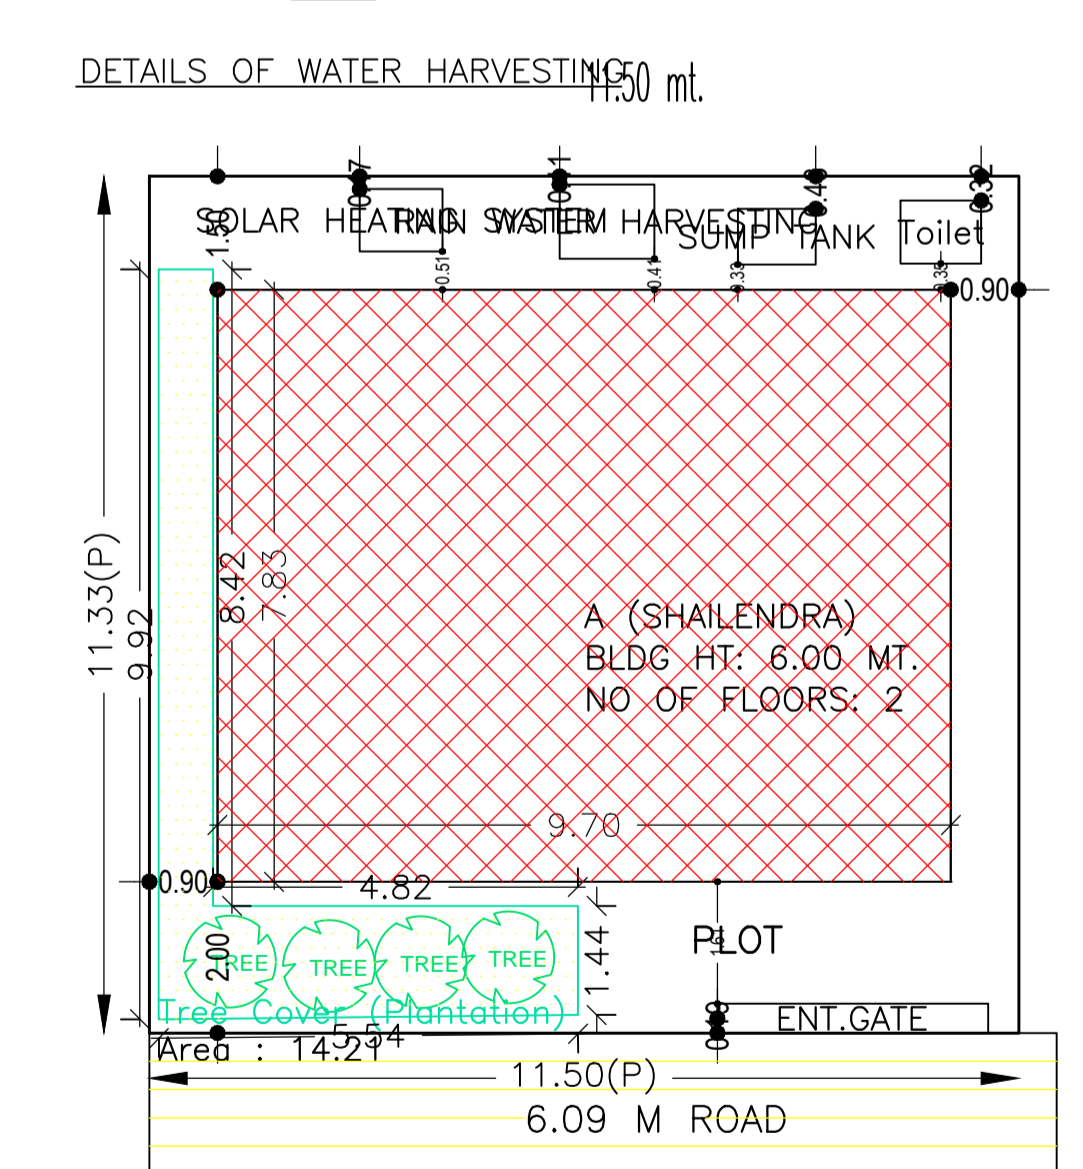 DETAILS OF WATER HARVESTING
11.50 mt.
SOLAR HEATING SYSTEM
RAIN WATER HARVESTING
SUMP TANK
Toilet
1.50
0.51
0.41
0.33
0.90
11.33(P)
9.92
8.42
7.83
A (SHAILENDRA)
BLDG HT: 6.00 MT.
NO OF FLOORS: 2
9.70
0.90
4.82
PLOT
2.00
TREE
TREE
TREE
TREE
1.44
Tree Cover (Plantation)
ENT.GATE
5.54
Area : 14.21
11.50(P)
6.09 M ROAD